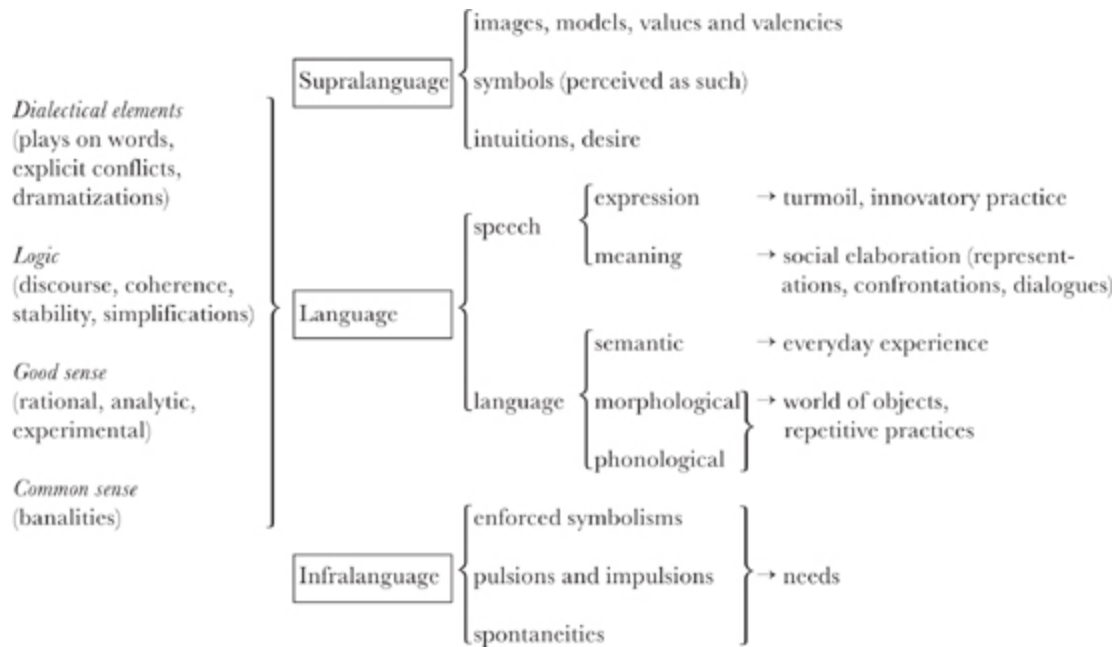 Dialectical elements
(plays on words,
explicit conflicts,
dramatizations)
Logic
(discourse, coherence,
stability, simplifications)
Good sense
(rational, analytic,
experimental)
Common sense
(banalities)
Supralanguage
images, models, values and valencies
symbols (perceived as such)
intuitions, desire
Language
speech
expression → turmoil, innovatory practice
meaning → social elaboration (represent-
ations, confrontations, dialogues)
language
semantic → everyday experience
morphological → world of objects,
repetitive practices
phonological
Infralanguage
enforced symbolisms
pulsions and impulsions → needs
spontaneities